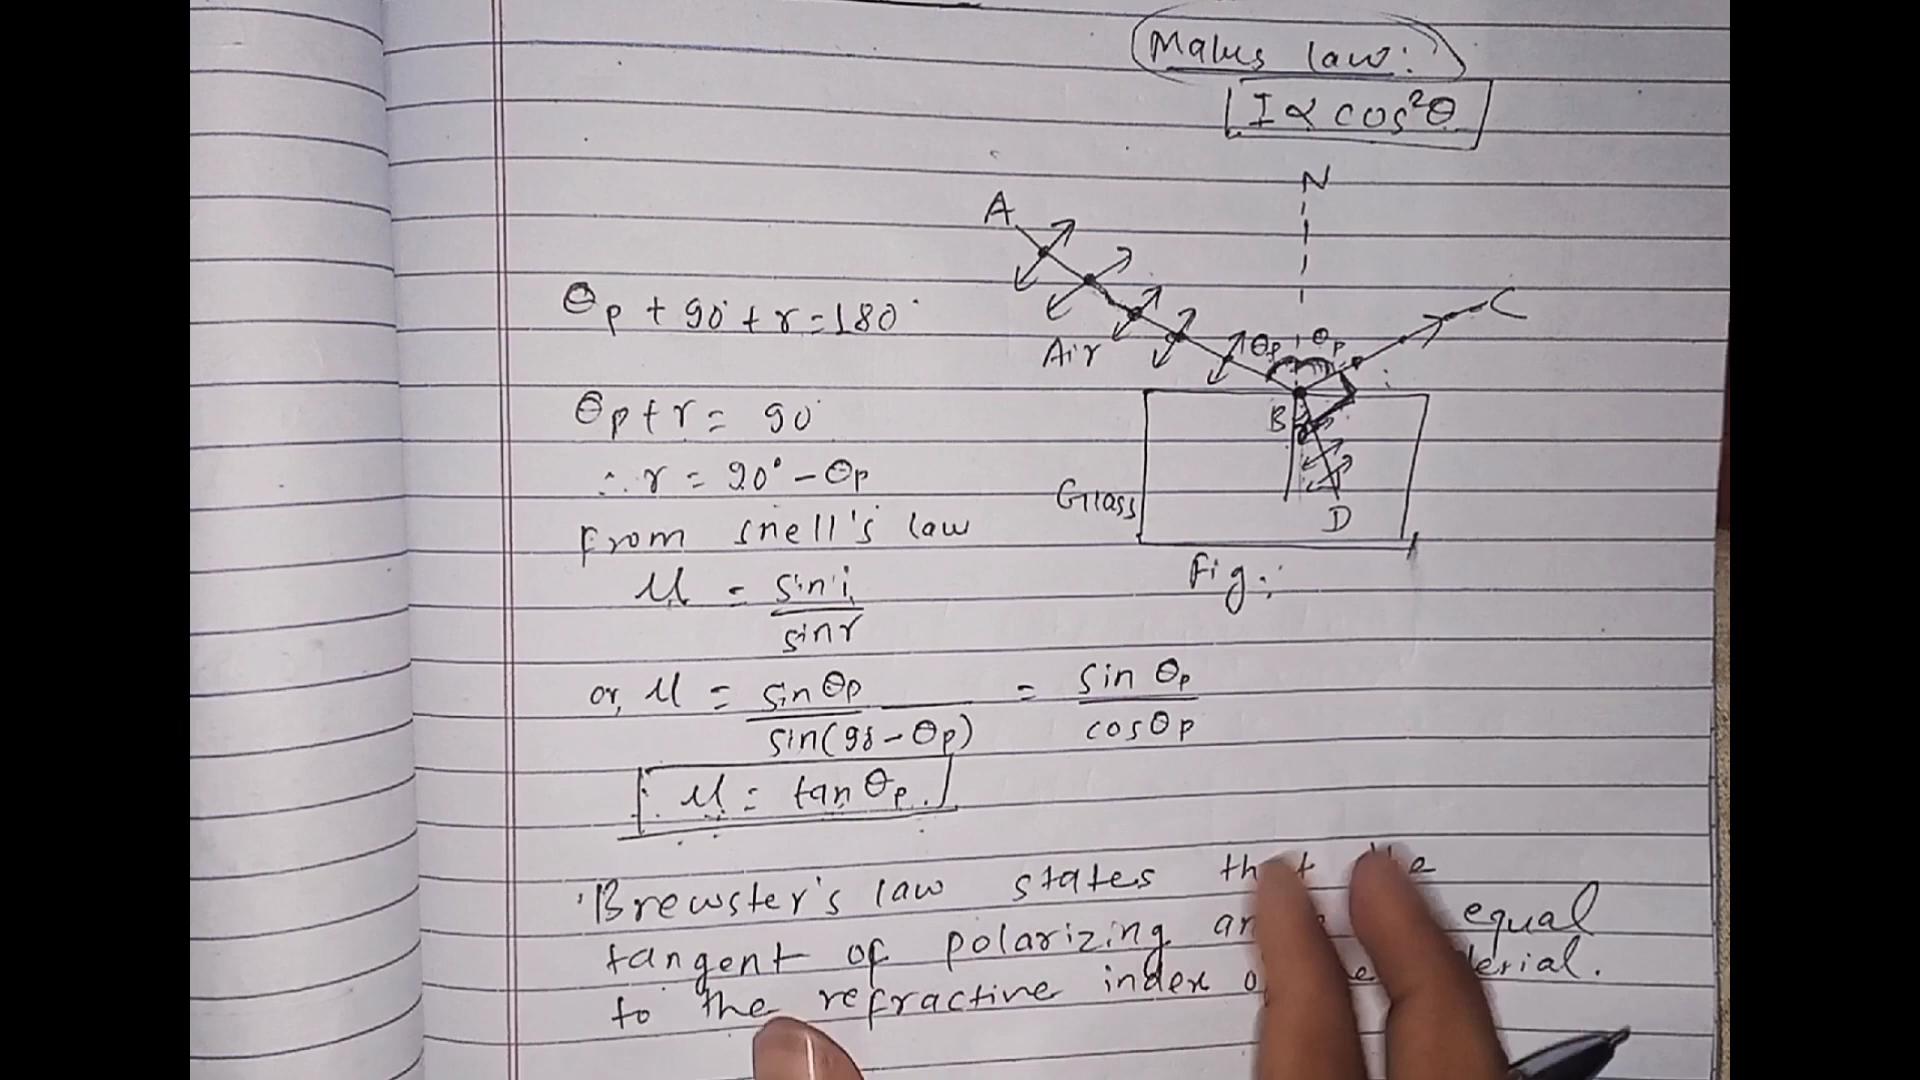 Malus law:
I ∝ cos²θ
N
A
C
θp + 90° + r = 180°
Air
θp θp
B
θp + r = 90°
∴ r = 90° - θp
Glass
D
From snell's law
Fig:
μ = sin i / sin r
or, μ = sin θp / sin(90 - θp) = sin θp / cos θp
μ = tan θp.
Brewster's law states
tangent of polarizing equal
to the refractive index